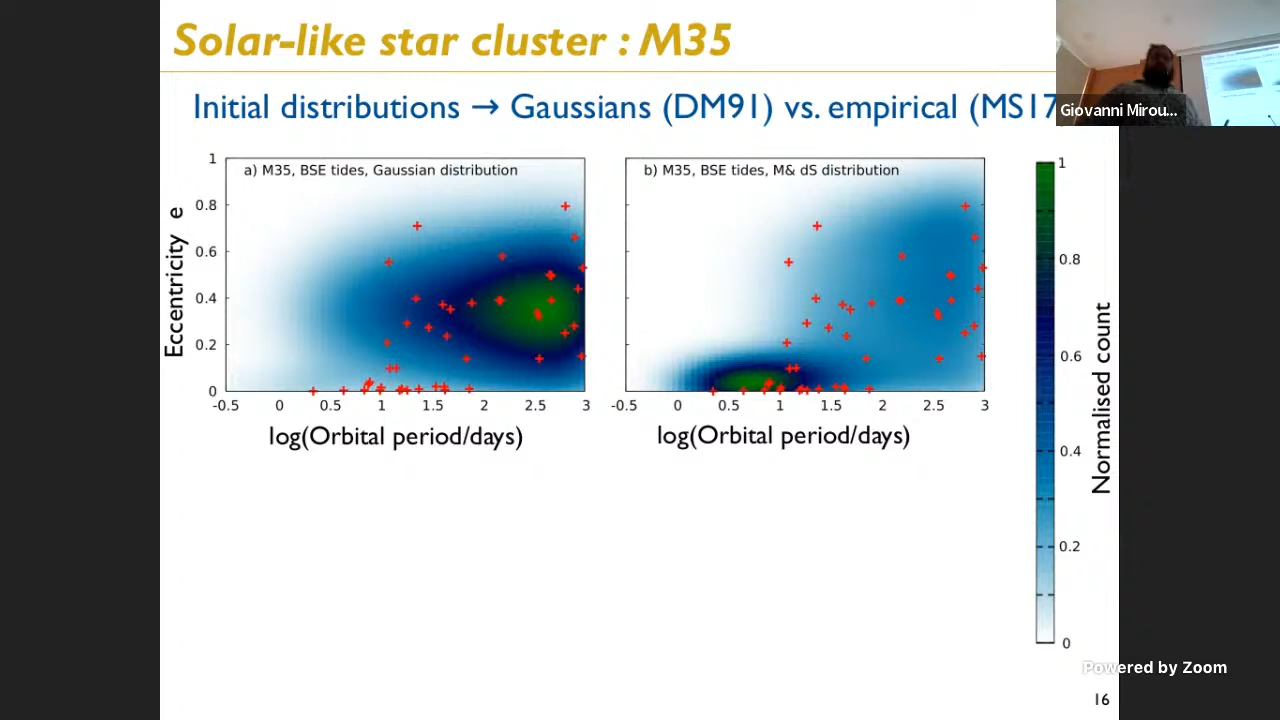 Solar-like star cluster : M35
Initial distributions → Gaussians (DM91) vs. empirical (MS17
Giovanni Mirou...
a) M35, BSE tides, Gaussian distribution
b) M35, BSE tides, M& dS distribution
Eccentricity e
1
0.8
0.6
0.4
0.2
0
-0.5 0 0.5 1 1.5 2 2.5 3
log(Orbital period/days)
-0.5 0 0.5 1 1.5 2 2.5 3
log(Orbital period/days)
1
0.8
0.6
0.4
0.2
0
Normalised count
Powered by Zoom
16